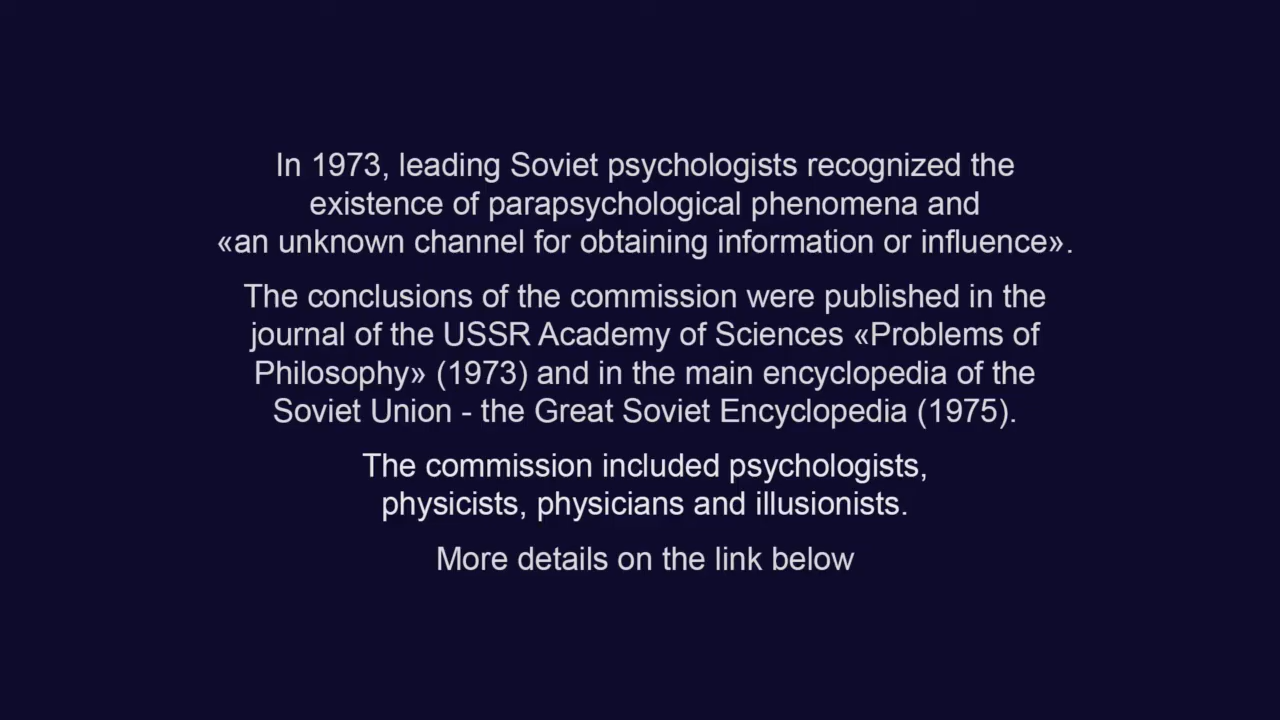 In 1973, leading Soviet psychologists recognized the
existence of parapsychological phenomena and
«an unknown channel for obtaining information or influence».
The conclusions of the commission were published in the
journal of the USSR Academy of Sciences «Problems of
Philosophy» (1973) and in the main encyclopedia of the
Soviet Union - the Great Soviet Encyclopedia (1975).
The commission included psychologists,
physicists, physicians and illusionists.
More details on the link below